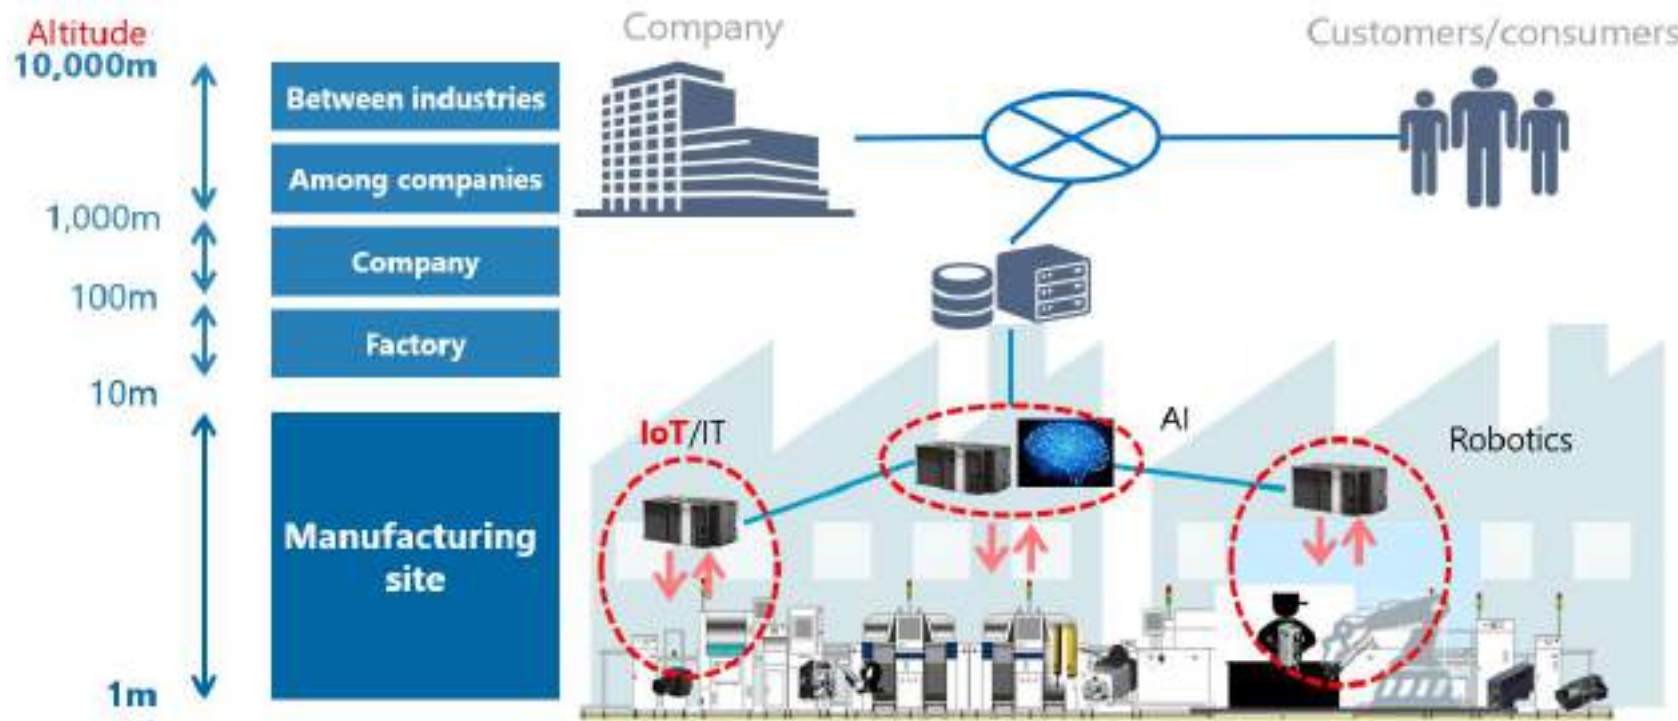 Altitude
10,000m
1,000m
100m
10m
1m
Between industries
Among companies
Company
Factory
Manufacturing
site
Company
Customers/consumers
IoT/IT
AI
Robotics